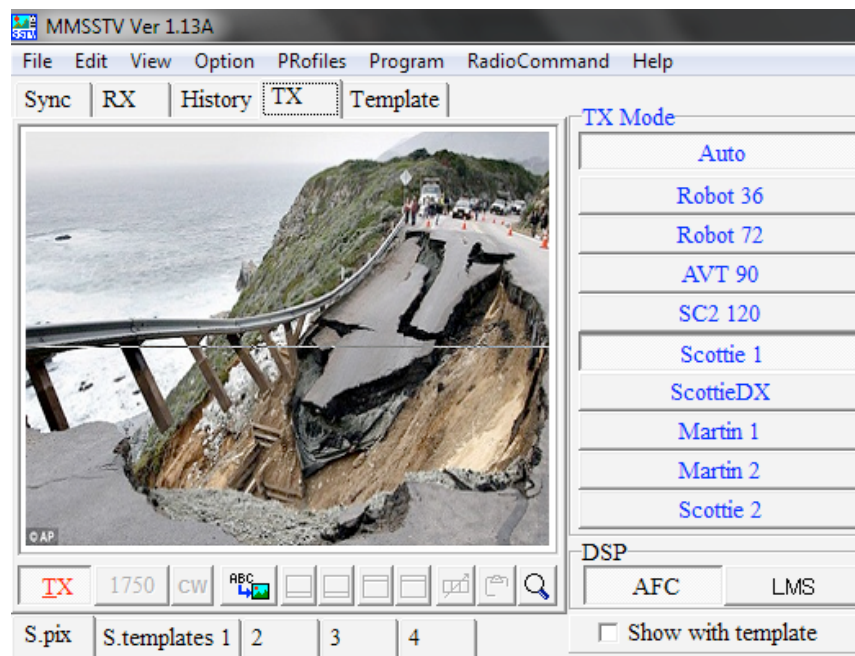 MMSSTV Ver 1.13A
File Edit View Option PRofiles Program RadioCommand Help
Sync RX History TX Template
TX Mode
Auto
Robot 36
Robot 72
AVT 90
SC2 120
Scottie 1
ScottieDX
Martin 1
Martin 2
Scottie 2
© AP
DSP
TX 1750 CW ABC AFC LMS
S.pix S.templates 1 2 3 4 Show with template